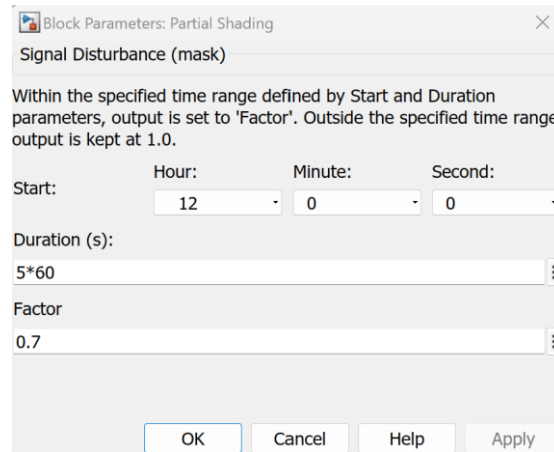 Block Parameters: Partial Shading
Signal Disturbance (mask)
Within the specified time range defined by Start and Duration
parameters, output is set to 'Factor'. Outside the specified time range
output is kept at 1.0.
Hour: Minute: Second:
Start:
12 0 0
Duration (s):
5*60
Factor
0.7
OK Cancel Help Apply